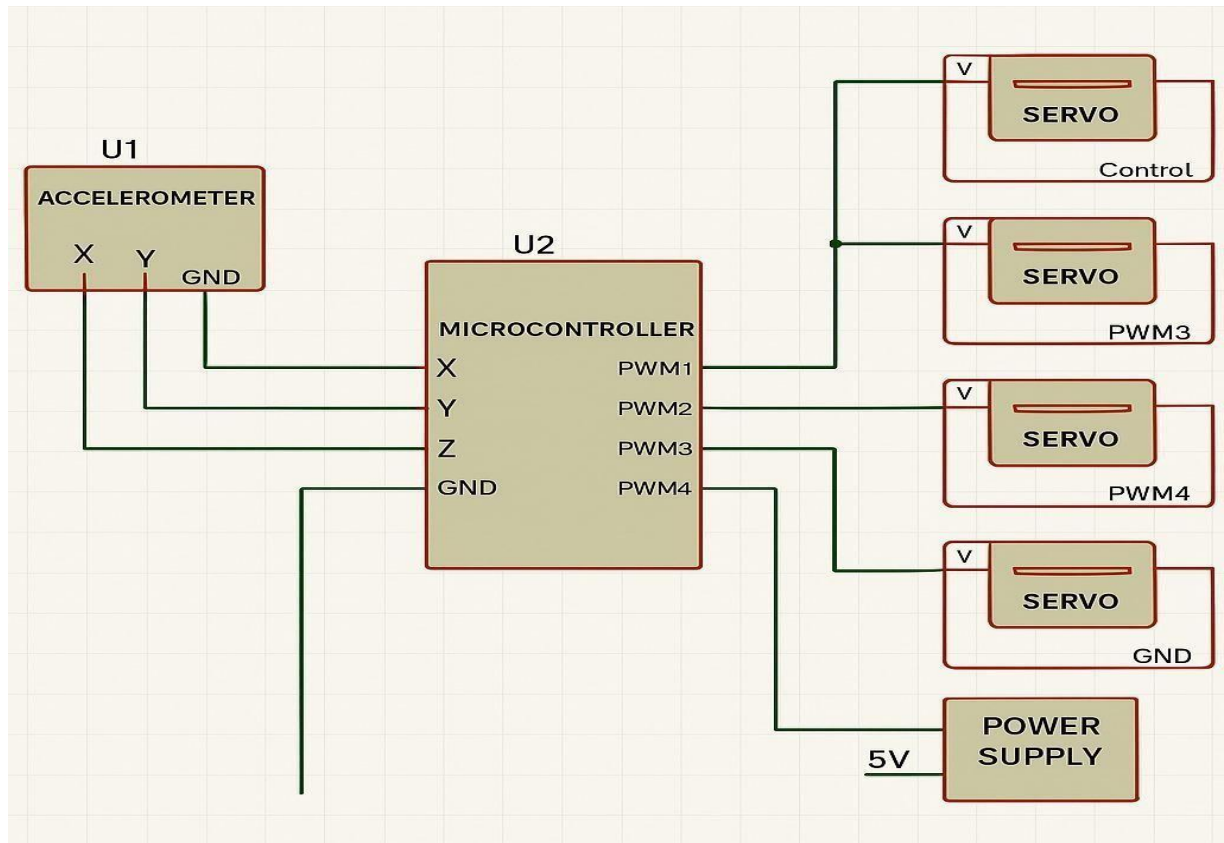 U1
ACCELEROMETER
X Y GND
U2
MICROCONTROLLER
X PWM1
Y PWM2
Z PWM3
GND PWM4
V
SERVO
Control
V
SERVO
PWM3
V
SERVO
PWM4
V
SERVO
GND
POWER
SUPPLY
5V